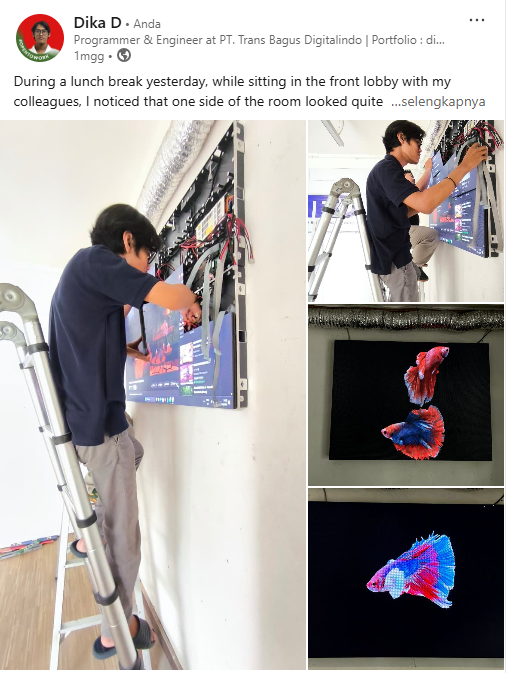 Dika D • Anda
Programmer & Engineer at PT. Trans Bagus Digitalindo | Portfolio : di...
1mgg •
#OPENTOWORK
During a lunch break yesterday, while sitting in the front lobby with my
colleagues, I noticed that one side of the room looked quite ...selengkapnya